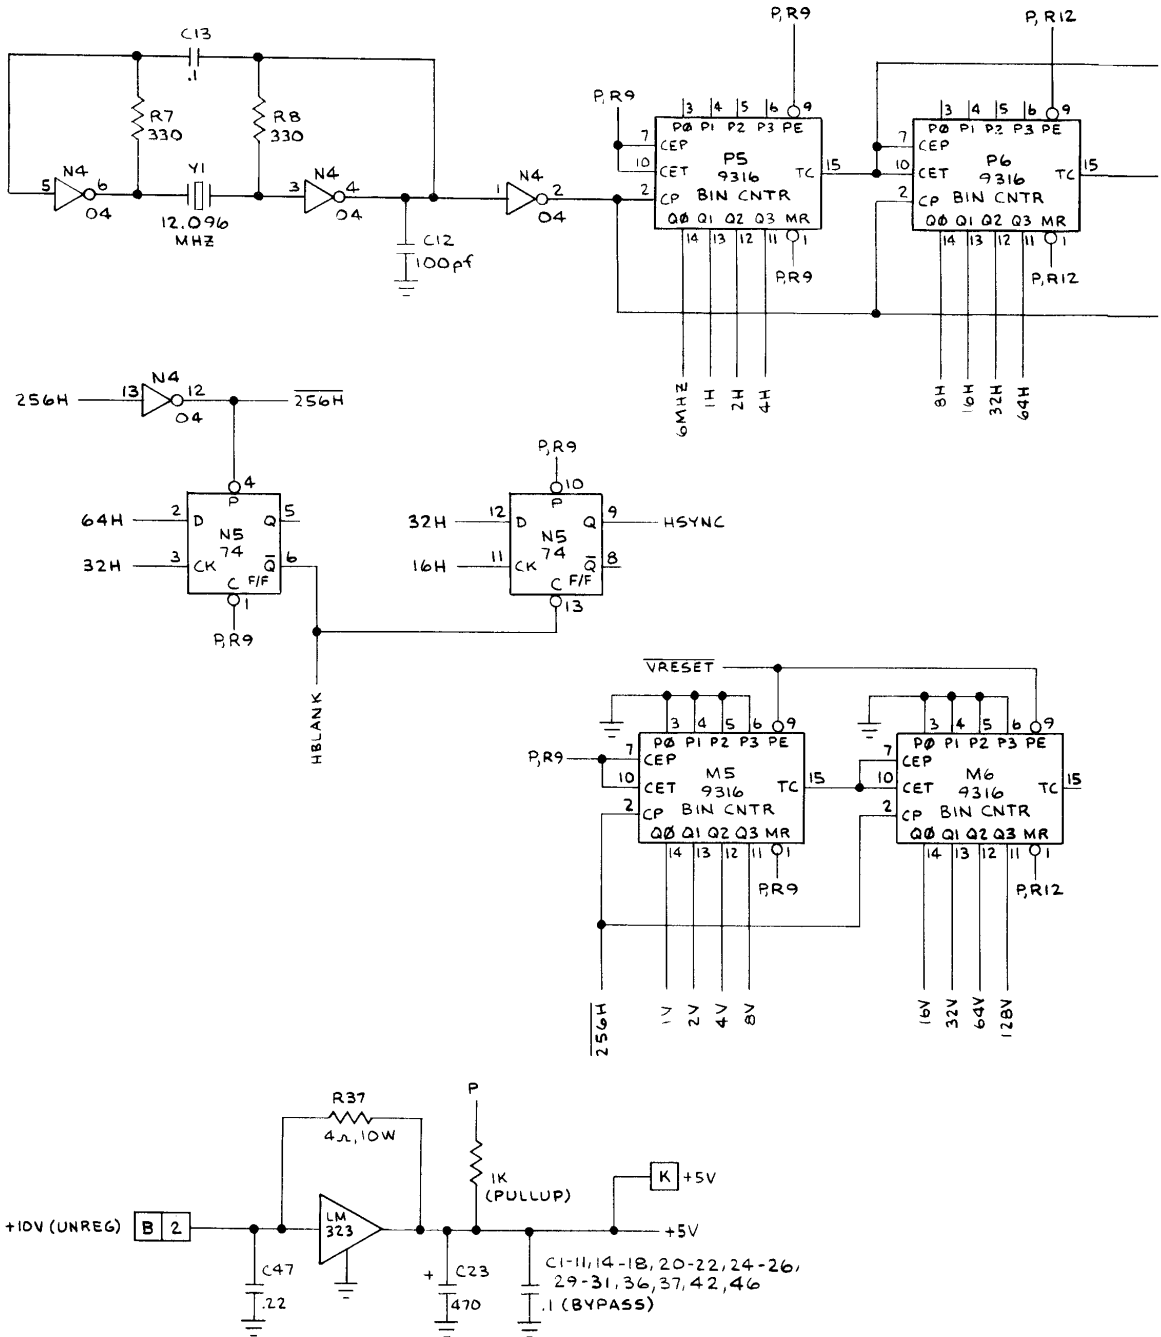 C13
.1
R7
330
R8
330
N4
5
6
04
Y1
12.096
MHZ
N4
3
4
04
C12
100pf
N4
1
2
04
P,R9
P,R9
3 4 5 6 9
PØ P1 P2 P3 PE
7
CEP
10
CET
2
CP
P5
9316
BIN CNTR
TC
15
QØ Q1 Q2 Q3 MR
14 13 12 11 1
P,R9
6MHZ
1H
2H
4H
P,R12
3 4 5 6 9
PØ P1 P2 P3 PE
7
CEP
10
CET
2
CP
P6
9316
BIN CNTR
TC
15
QØ Q1 Q2 Q3 MR
14 13 12 11 1
P,R12
8H
16H
32H
64H
256H
13
N4
12
04
256H
4
P
64H
2
D
Q
5
N5
74
32H
3
CK
Q
6
C F/F
1
P,R9
HBLANK
P,R9
10
P
32H
12
D
Q
9
HSYNC
N5
74
16H
11
CK
Q
8
C F/F
13
VRESET
3 4 5 6 9
PØ P1 P2 P3 PE
P,R9
7
CEP
10
CET
2
CP
M5
9316
BIN CNTR
TC
15
QØ Q1 Q2 Q3 MR
14 13 12 11 1
P,R9
256H
1V
2V
4V
8V
3 4 5 6 9
PØ P1 P2 P3 PE
7
CEP
10
CET
2
CP
M6
9316
BIN CNTR
TC
15
QØ Q1 Q2 Q3 MR
14 13 12 11 1
P,R12
16V
32V
64V
128V
R37
4Ω, 10W
P
1K
(PULLUP)
K +5V
+10V (UNREG) B 2
LM
323
+5V
C47
.22
+ C23
470
C1-11, 14-18, 20-22, 24-26,
29-31, 36, 37, 42, 46
.1 (BYPASS)